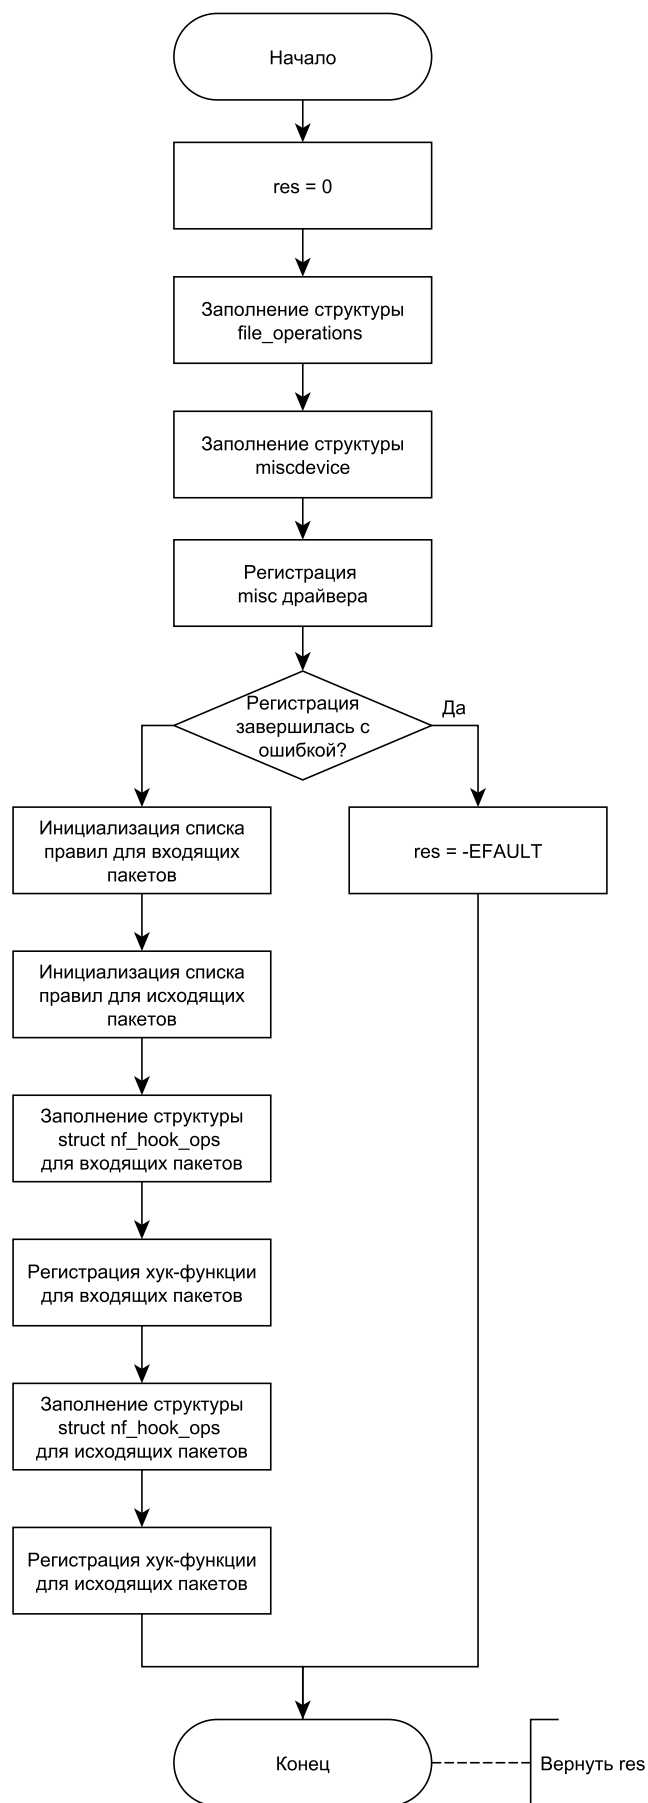 Начало
res = 0
Заполнение структуры
file_operations
Заполнение структуры
miscdevice
Регистрация
misc драйвера
Регистрация
завершилась с
ошибкой?
Да
Инициализация списка
правил для входящих
пакетов
res = -EFAULT
Инициализация списка
правил для исходящих
пакетов
Заполнение структуры
struct nf_hook_ops
для входящих пакетов
Регистрация хук-функции
для входящих пакетов
Заполнение структуры
struct nf_hook_ops
для исходящих пакетов
Регистрация хук-функции
для исходящих пакетов
Конец
Вернуть res